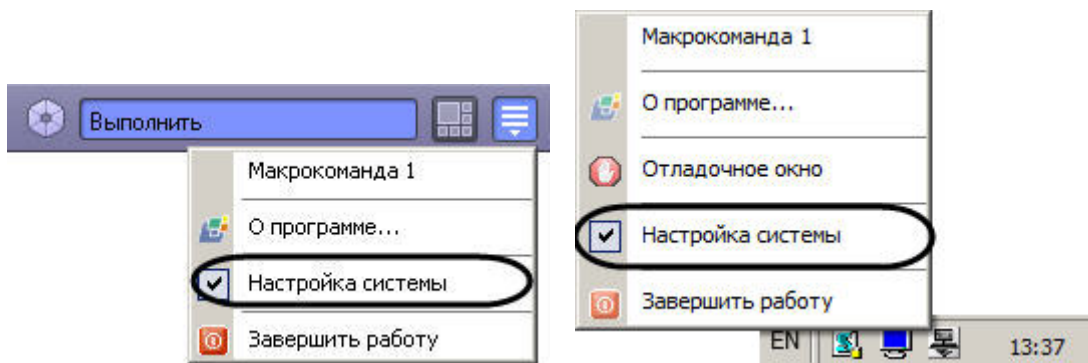 Выполнить
Макрокоманда 1
О программе...
Настройка системы
Завершить работу
Макрокоманда 1
О программе...
Отладочное окно
Настройка системы
Завершить работу
EN 13:37